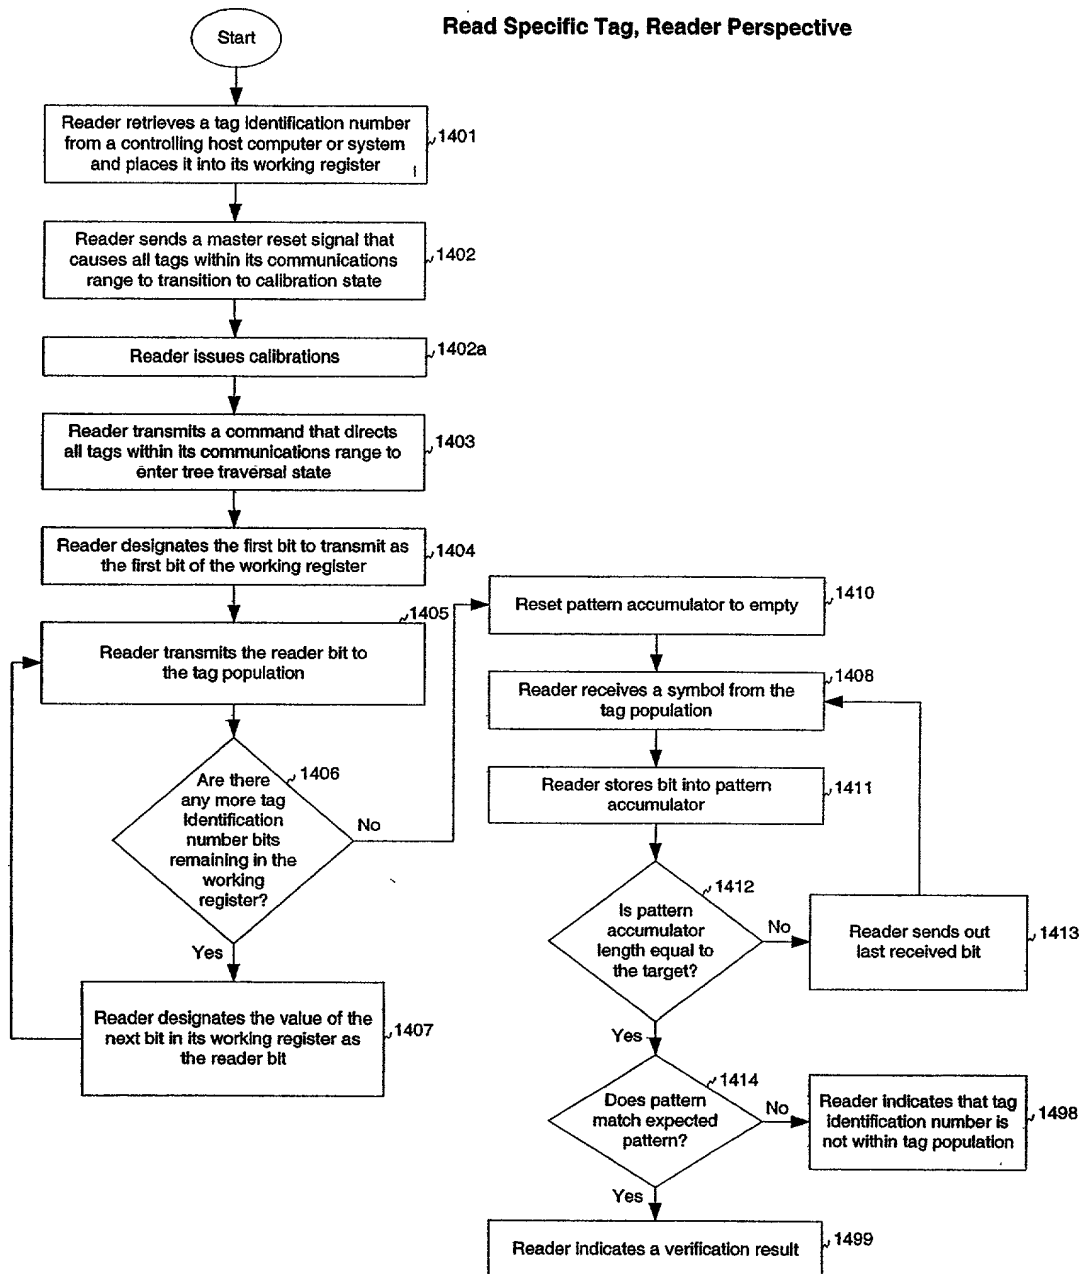 Read Specific Tag, Reader Perspective
Start
Reader retrieves a tag identification number
from a controlling host computer or system
and places it into its working register
1401
Reader sends a master reset signal that
causes all tags within its communications
range to transition to calibration state
1402
Reader issues calibrations
1402a
Reader transmits a command that directs
all tags within its communications range to
enter tree traversal state
1403
Reader designates the first bit to transmit as
the first bit of the working register
1404
1405
Reader transmits the reader bit to
the tag population
1406
Are there
any more tag
Identification
number bits
remaining in the
working
register?
No
Yes
Reader designates the value of the
next bit in its working register as
the reader bit
1407
Reset pattern accumulator to empty
1410
Reader receives a symbol from the
tag population
1408
Reader stores bit into pattern
accumulator
1411
1412
Is pattern
accumulator
length equal to
the target?
No
Reader sends out
last received bit
1413
Yes
1414
Does pattern
match expected
pattern?
No
Reader indicates that tag
identification number is
not within tag population
1498
Yes
Reader indicates a verification result
1499